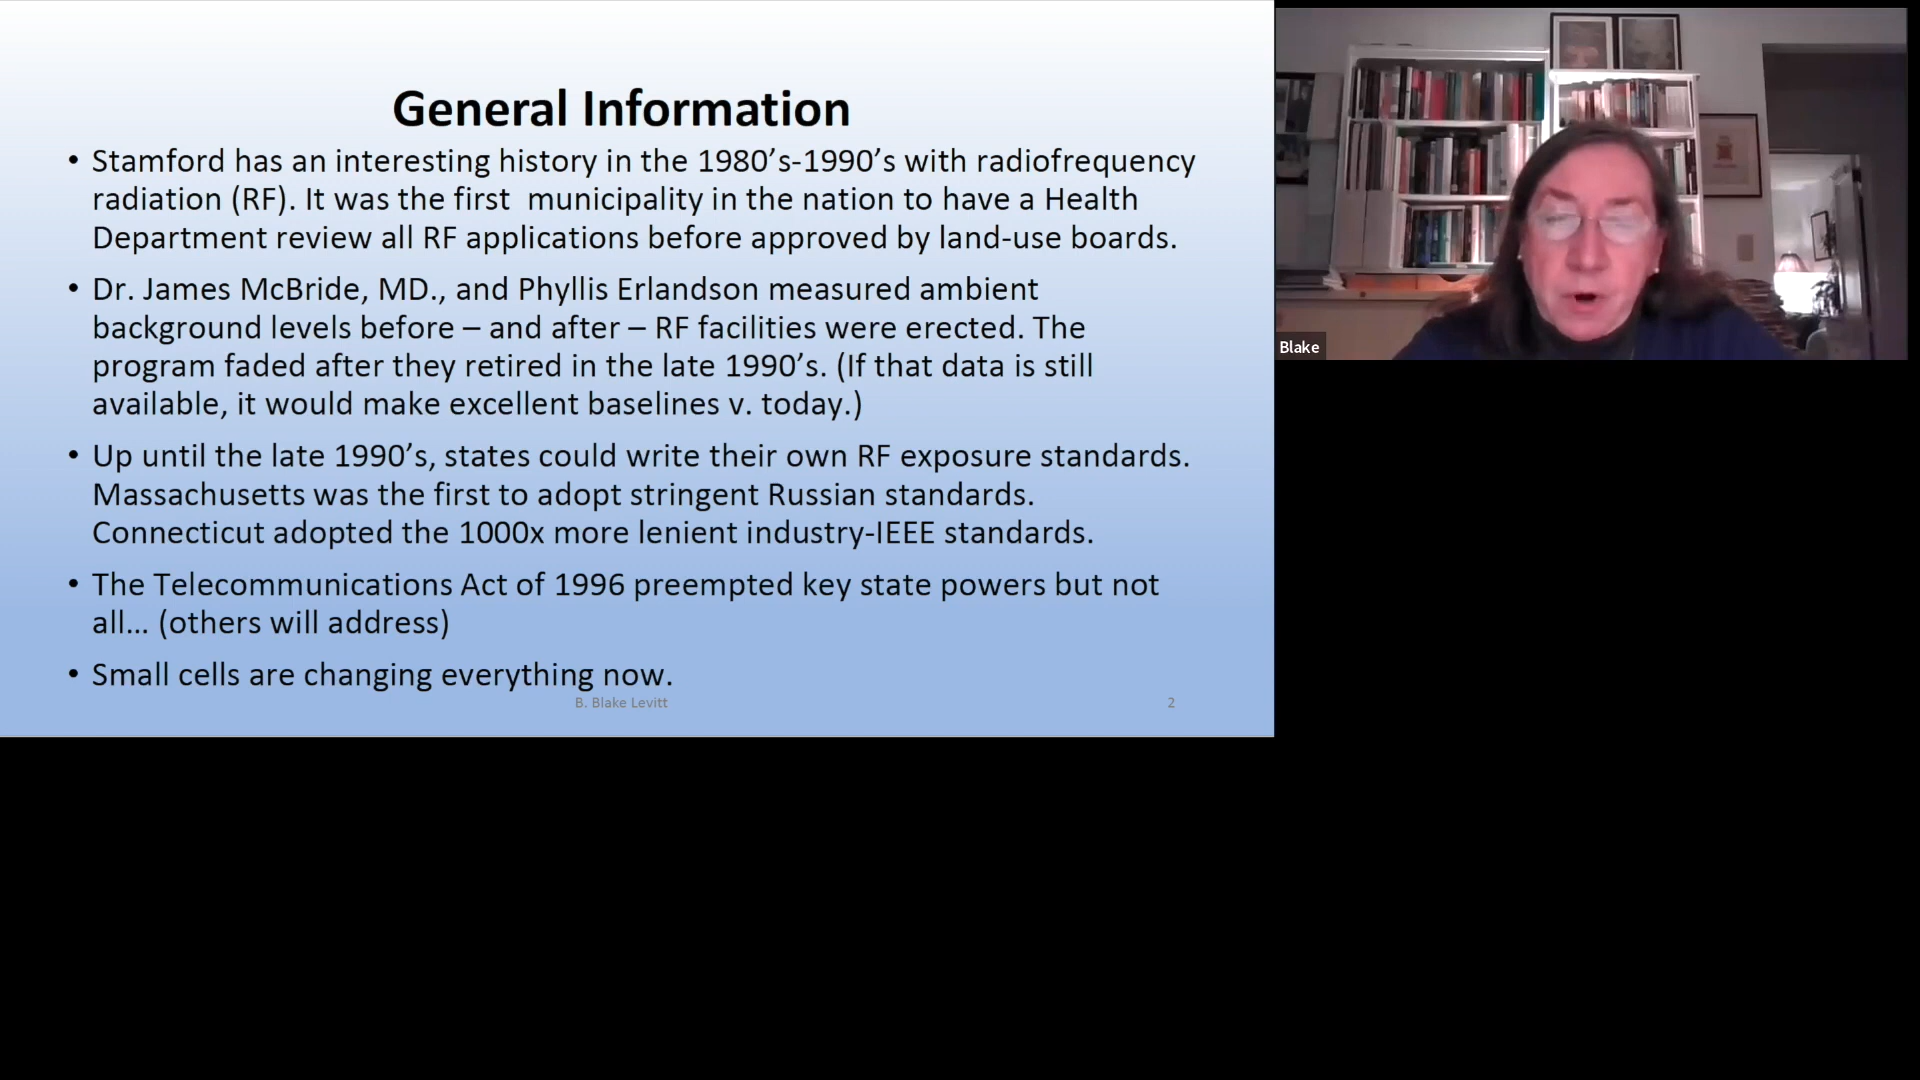 General Information
• Stamford has an interesting history in the 1980’s-1990’s with radiofrequency
radiation (RF). It was the first  municipality in the nation to have a Health
Department review all RF applications before approved by land-use boards.
• Dr. James McBride, MD., and Phyllis Erlandson measured ambient
background levels before – and after – RF facilities were erected. The
program faded after they retired in the late 1990’s. (If that data is still
available, it would make excellent baselines v. today.)
• Up until the late 1990’s, states could write their own RF exposure standards.
Massachusetts was the first to adopt stringent Russian standards.
Connecticut adopted the 1000x more lenient industry-IEEE standards.
• The Telecommunications Act of 1996 preempted key state powers but not
all… (others will address)
• Small cells are changing everything now.
B. Blake Levitt
2
Blake